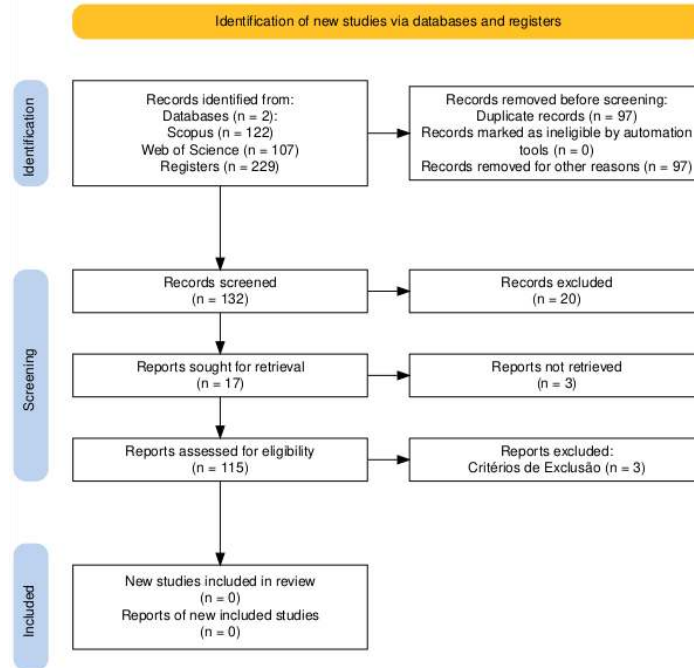 Identification of new studies via databases and registers
Identification
Records identified from:
Databases (n = 2):
Scopus (n = 122)
Web of Science (n = 107)
Registers (n = 229)
Records removed before screening:
Duplicate records (n = 97)
Records marked as ineligible by automation
tools (n = 0)
Records removed for other reasons (n = 97)
Screening
Records screened
(n = 132)
Records excluded
(n = 20)
Reports sought for retrieval
(n = 17)
Reports not retrieved
(n = 3)
Reports assessed for eligibility
(n = 115)
Reports excluded:
Critérios de Exclusão (n = 3)
Included
New studies included in review
(n = 0)
Reports of new included studies
(n = 0)